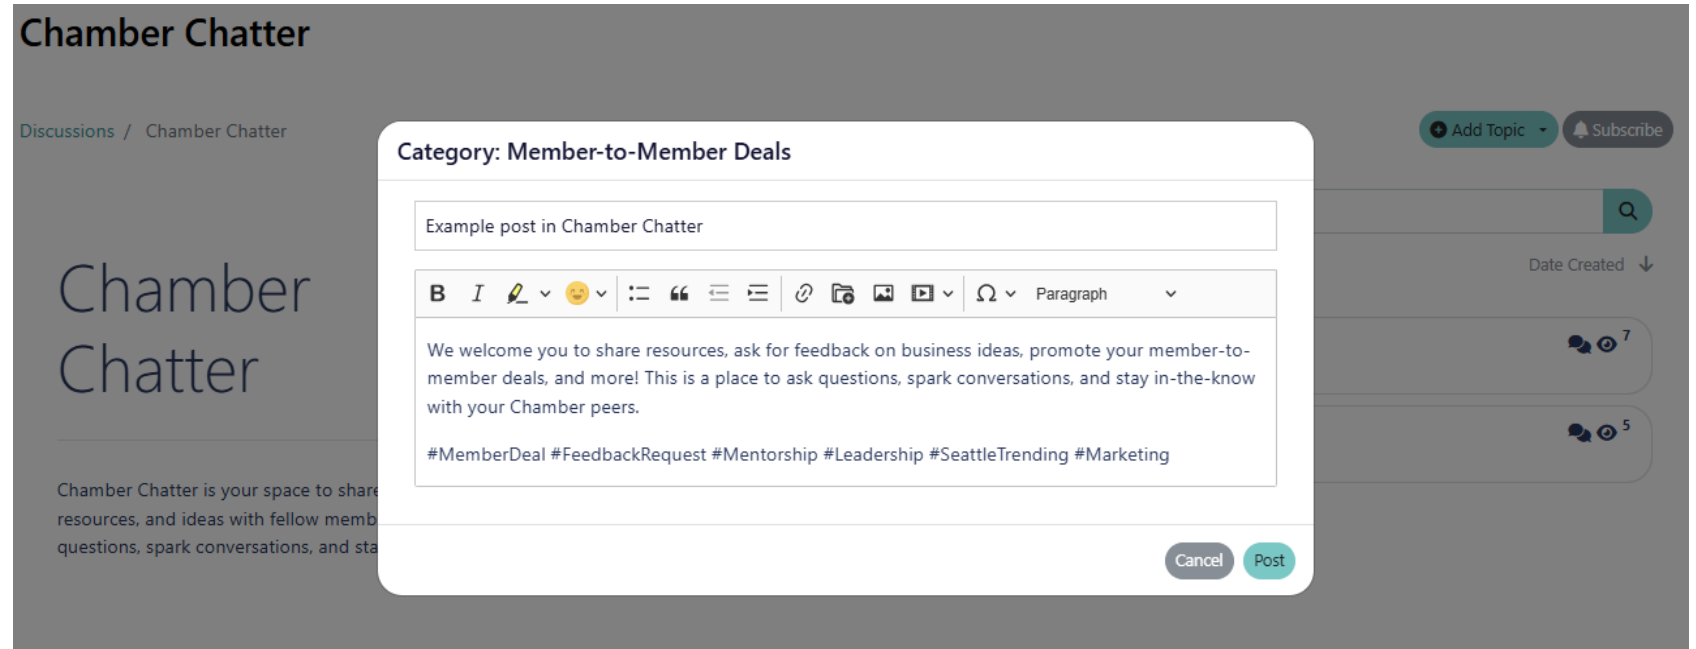 Chamber Chatter
Discussions / Chamber Chatter
Add Topic
Subscribe
Category: Member-to-Member Deals
Example post in Chamber Chatter
Date Created
B I Ω Paragraph
Chamber
Chatter
We welcome you to share resources, ask for feedback on business ideas, promote your member-to-
member deals, and more! This is a place to ask questions, spark conversations, and stay in-the-know
with your Chamber peers.
#MemberDeal #FeedbackRequest #Mentorship #Leadership #SeattleTrending #Marketing
7
5
Chamber Chatter is your space to share
resources, and ideas with fellow memb
questions, spark conversations, and sta
Cancel
Post